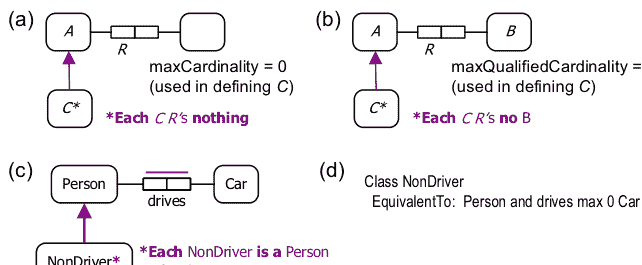 (a)
A
R
maxCardinality = 0
(used in defining C)
C*
*Each C R's nothing
(b)
A
B
R
maxQualifiedCardinality =
(used in defining C)
C*
*Each C R's no B
(c)
Person
Car
drives
NonDriver*
*Each NonDriver is a Person
(d)
Class NonDriver
EquivalentTo: Person and drives max 0 Car